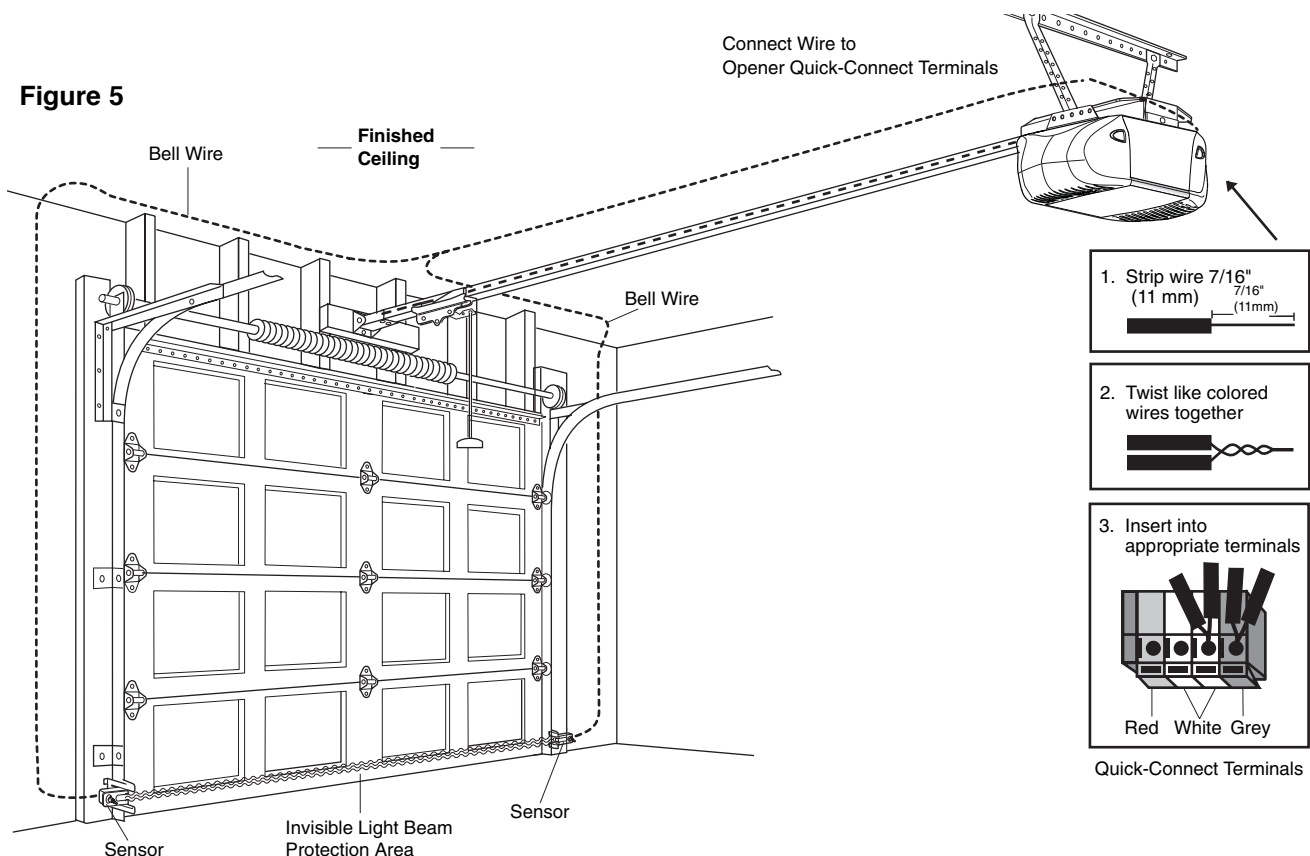 Connect Wire to
Opener Quick-Connect Terminals
Figure 5
Finished
Ceiling
Bell Wire
Bell Wire
1. Strip wire 7/16"
(11 mm)
7/16"
(11mm)
2. Twist like colored
wires together
3. Insert into
appropriate terminals
Red White Grey
Quick-Connect Terminals
Sensor
Invisible Light Beam
Protection Area
Sensor